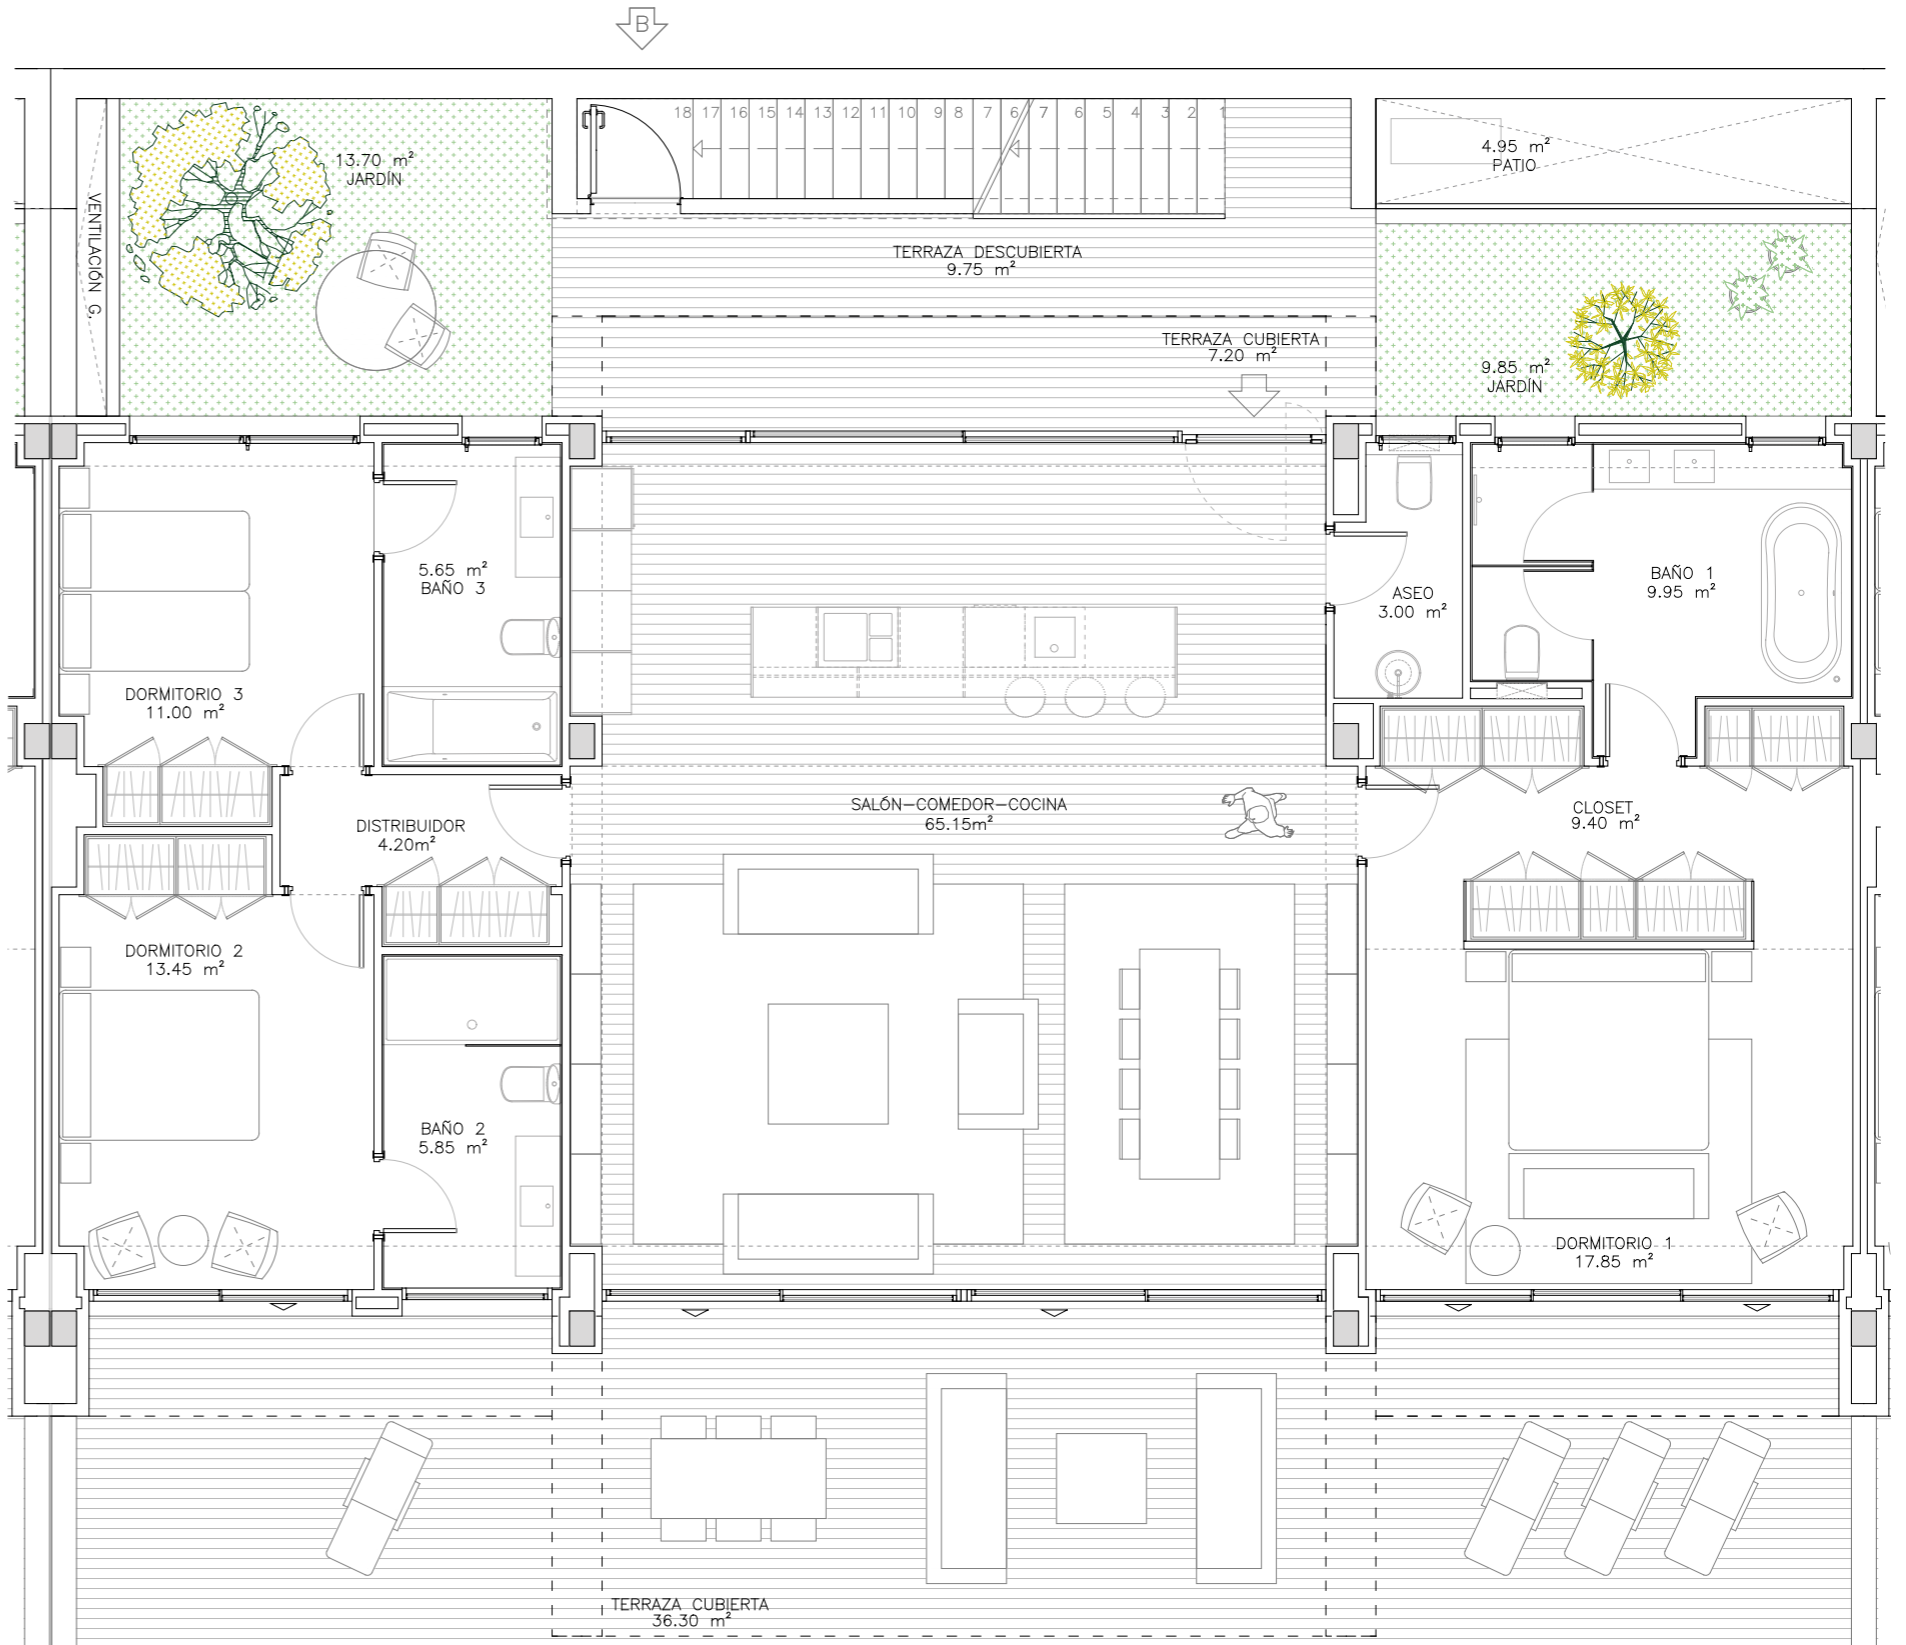 B
18 17 16 15 14 13 12 11 10 9 8 7 6 7 6 5 4 3 2 1
13.70 m²
JARDÍN
4.95 m²
PATIO
VENTILACIÓN G.
TERRAZA DESCUBIERTA
9.75 m²
TERRAZA CUBIERTA
7.20 m²
9.85 m²
JARDÍN
5.65 m²
BAÑO 3
ASEO
3.00 m²
BAÑO 1
9.95 m²
DORMITORIO 3
11.00 m²
SALÓN-COMEDOR-COCINA
65.15m²
CLOSET
9.40 m²
DISTRIBUIDOR
4.20m²
DORMITORIO 2
13.45 m²
BAÑO 2
5.85 m²
DORMITORIO 1
17.85 m²
TERRAZA CUBIERTA
36.30 m²